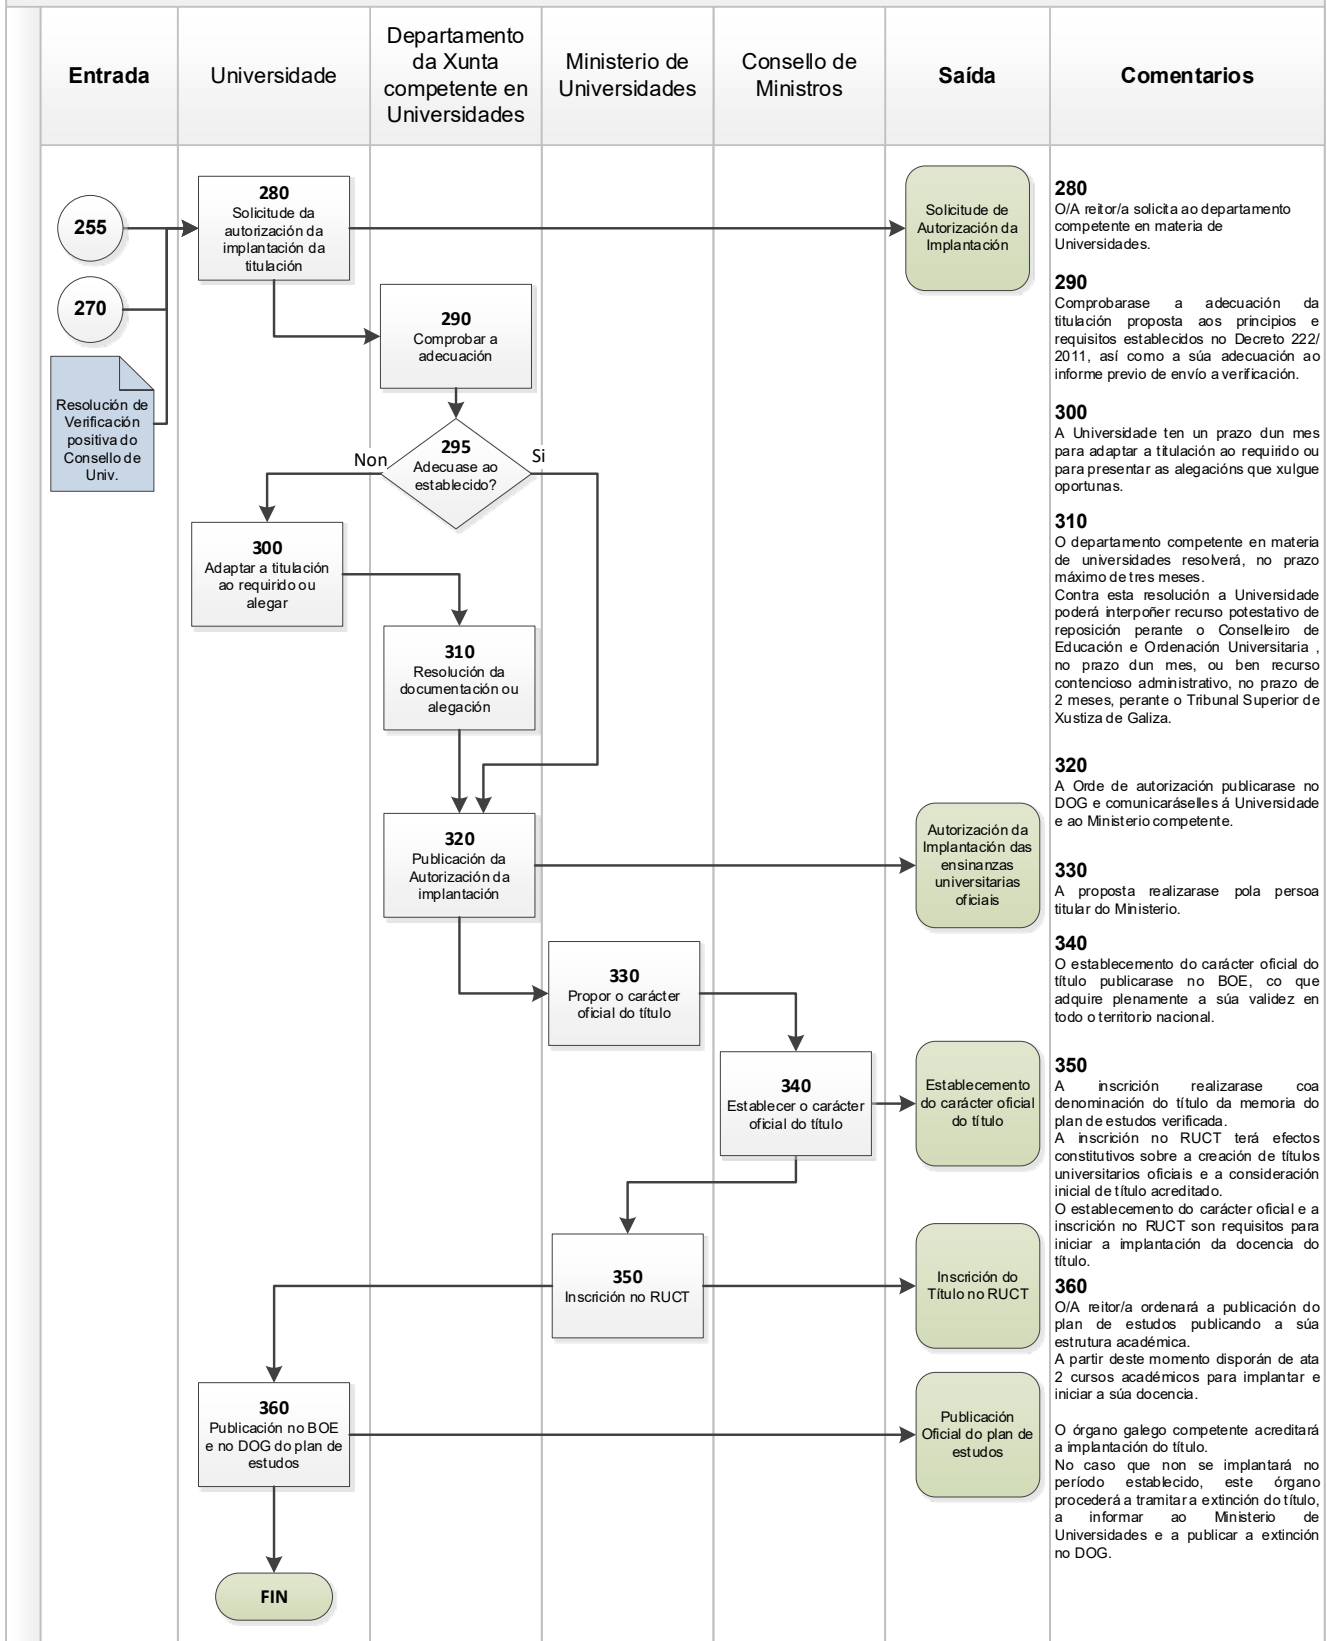 Entrada
Universidade
Departamento
da Xunta
competente en
Universidades
Ministerio de
Universidades
Consello de
Ministros
Saída
Comentarios
255
270
Resolución de
Verificación
positiva do
Consello de
Univ.
280
Solicitude da
autorización da
implantación da
titulación
Solicitude de
Autorización da
Implantación
290
Comprobar a
adecuación
295
Adecuase ao
establecido?
Non
Si
300
Adaptar a titulación
ao requirido ou
alegar
310
Resolución da
documentación ou
alegación
320
Publicación da
Autorización da
implantación
Autorización da
Implantación das
ensinanzas
universitarias
oficiais
330
Propor o carácter
oficial do título
340
Establecer o carácter
oficial do título
Establecemento
do carácter oficial
do título
350
Inscrición no RUCT
Inscrición do
Título no RUCT
360
Publicación no BOE
e no DOG do plan de
estudos
Publicación
Oficial do plan de
estudos
FIN
280
O/A reitor/a solicita ao departamento
competente en materia de
Universidades.
290
Comprobarase a adecuación da
titulación proposta aos principios e
requisitos establecidos no Decreto 222/
2011, así como a súa adecuación ao
informe previo de envío a verificación.
300
A Universidade ten un prazo dun mes
para adaptar a titulación ao requirido ou
para presentar as alegacións que xulgue
oportunas.
310
O departamento competente en materia
de universidades resolverá, no prazo
máximo de tres meses.
Contra esta resolución a Universidade
poderá interpoñer recurso potestativo de
reposición perante o Conselleiro de
Educación e Ordenación Universitaria ,
no prazo dun mes, ou ben recurso
contencioso administrativo, no prazo de
2 meses, perante o Tribunal Superior de
Xustiza de Galiza.
320
A Orde de autorización publicarase no
DOG e comunicaráselles á Universidade
e ao Ministerio competente.
330
A proposta realizarase pola persoa
titular do Ministerio.
340
O establecemento do carácter oficial do
título publicarase no BOE, co que
adquire plenamente a súa validez en
todo o territorio nacional.
350
A inscrición realizarase coa
denominación do título da memoria do
plan de estudos verificada.
A inscrición no RUCT terá efectos
constitutivos sobre a creación de títulos
universitarios oficiais e a consideración
inicial de título acreditado.
O establecemento do carácter oficial e a
inscrición no RUCT son requisitos para
iniciar a implantación da docencia do
título.
360
O/A reitor/a ordenará a publicación do
plan de estudos publicando a súa
estrutura académica.
A partir deste momento disporán de ata
2 cursos académicos para implantar e
iniciar a súa docencia.
O órgano galego competente acreditará
a implantación do título.
No caso que non se implantará no
período establecido, este órgano
procederá a tramitar a extinción do título,
a informar ao Ministerio de
Universidades e a publicar a extinción
no DOG.